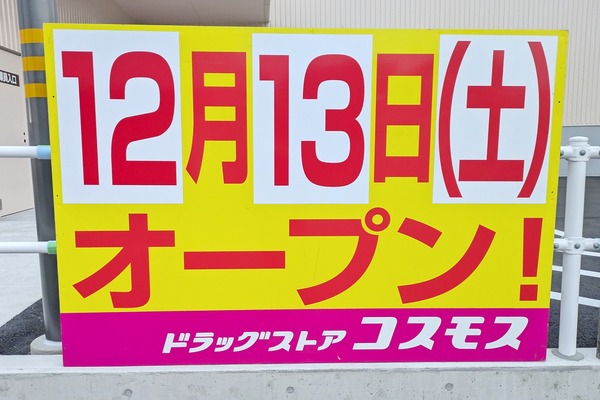 12月13日(土)
オープン!
ドラッグストア コスモス